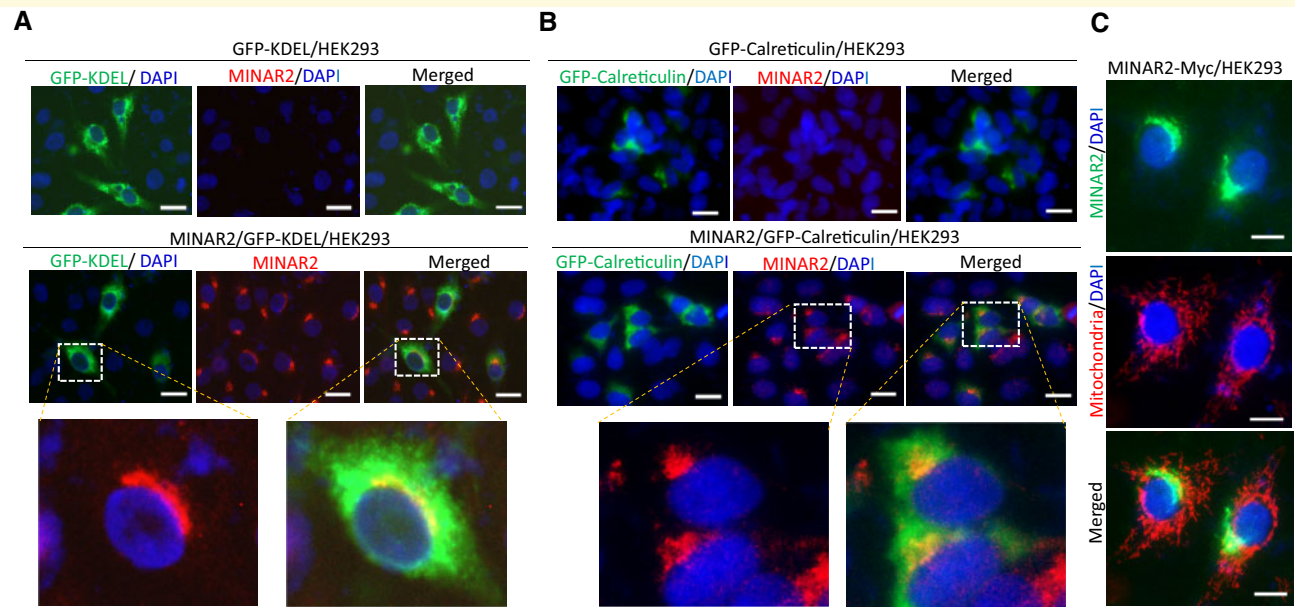 A
GFP-KDEL/HEK293
GFP-KDEL/ DAPI
MINAR2/DAPI
Merged
MINAR2/GFP-KDEL/HEK293
GFP-KDEL/ DAPI
MINAR2
Merged
B
GFP-Calreticulin/HEK293
GFP-Calreticulin/DAPI
MINAR2/DAPI
Merged
MINAR2/GFP-Calreticulin/HEK293
GFP-Calreticulin/DAPI
MINAR2/DAPI
Merged
C
MINAR2-Myc/HEK293
MINAR2/DAPI
Mitochondria/DAPI
Merged